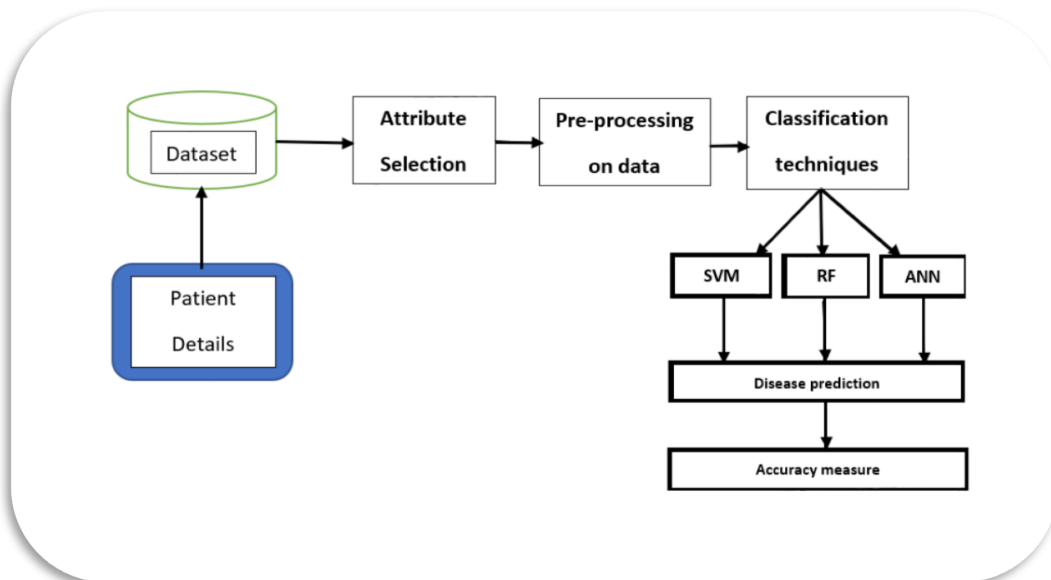 Dataset
Attribute
Selection
Pre-processing
on data
Classification
techniques
Patient
Details
SVM
RF
ANN
Disease prediction
Accuracy measure